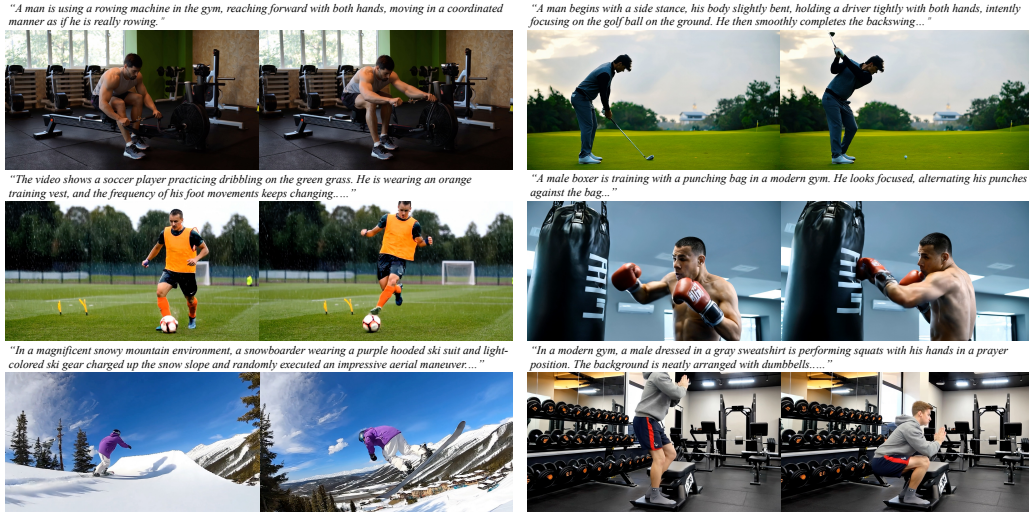 “A man is using a rowing machine in the gym, reaching forward with both hands, moving in a coordinated
manner as if he is really rowing.”
“A man begins with a side stance, his body slightly bent, holding a driver tightly with both hands, intently
focusing on the golf ball on the ground. He then smoothly completes the backswing…”
“The video shows a soccer player practicing dribbling on the green grass. He is wearing an orange
training vest, and the frequency of his foot movements keeps changing..…”
“A male boxer is training with a punching bag in a modern gym. He looks focused, alternating his punches
against the bag...”
“In a magnificent snowy mountain environment, a snowboarder wearing a purple hooded ski suit and light-
colored ski gear charged up the snow slope and randomly executed an impressive aerial maneuver.…”
“In a modern gym, a male dressed in a gray sweatshirt is performing squats with his hands in a prayer
position. The background is neatly arranged with dumbbells..…”